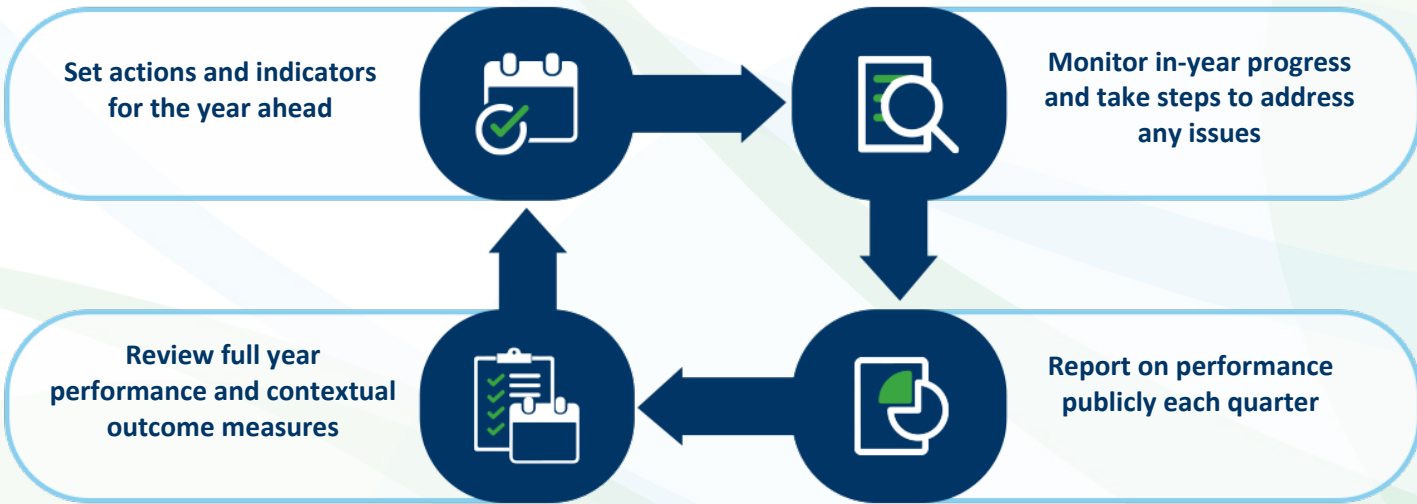 Set actions and indicators
for the year ahead
Monitor in-year progress
and take steps to address
any issues
Review full year
performance and contextual
outcome measures
Report on performance
publicly each quarter